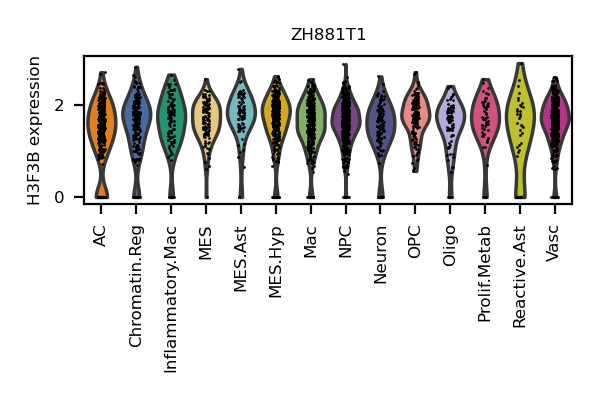 ZH881T1
H3F3B expression
2
0
AC
Chromatin.Reg
Inflammatory.Mac
MES
MES.Ast
MES.Hyp
Mac
NPC
Neuron
OPC
Oligo
Prolif.Metab
Reactive.Ast
Vasc